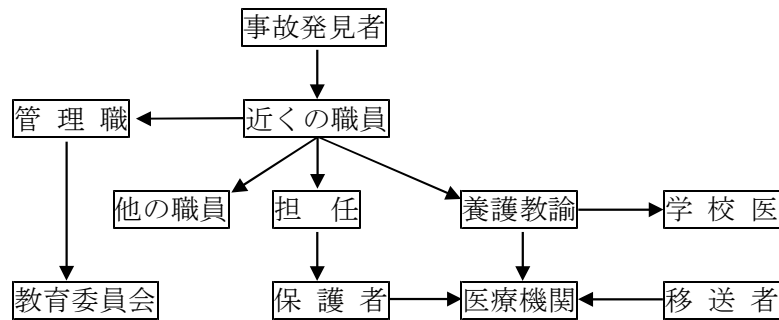 事故発見者
管理職
近くの職員
他の職員
担任
養護教諭
学校医
教育委員会
保護者
医療機関
移送者